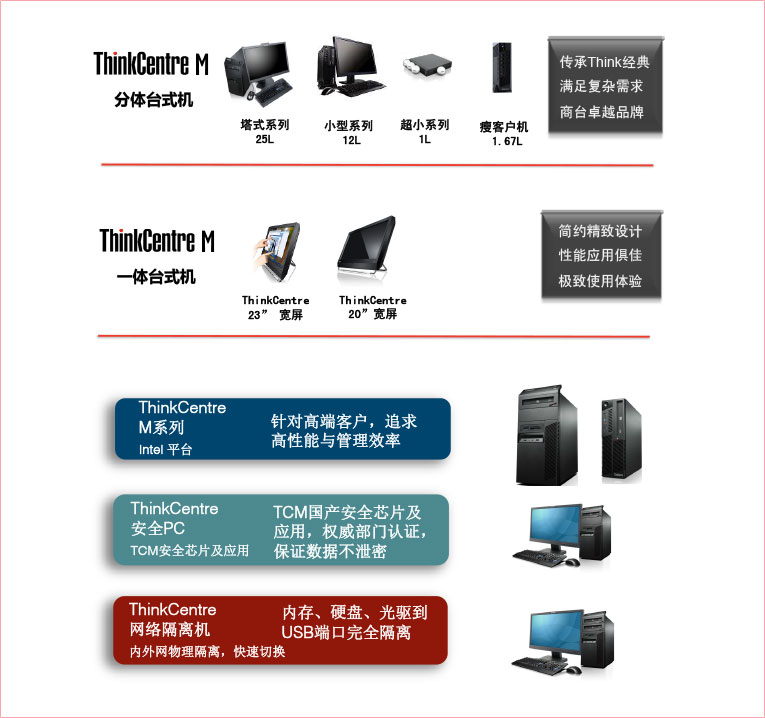 ThinkCentre M
分体台式机
塔式系列
25L
小型系列
12L
超小系列
1L
瘦客户机
1.67L
传承Think经典
满足复杂需求
商台卓越品牌
ThinkCentre M
一体台式机
ThinkCentre
23” 宽屏
ThinkCentre
20”宽屏
简约精致设计
性能应用俱佳
极致使用体验
ThinkCentre
M系列
Intel 平台
针对高端客户，追求
高性能与管理效率
ThinkCentre
安全PC
TCM安全芯片及应用
TCM国产安全芯片及
应用，权威部门认证，
保证数据不泄密
ThinkCentre
网络隔离机
内外网物理隔离，快速切换
内存、硬盘、光驱到
USB端口完全隔离